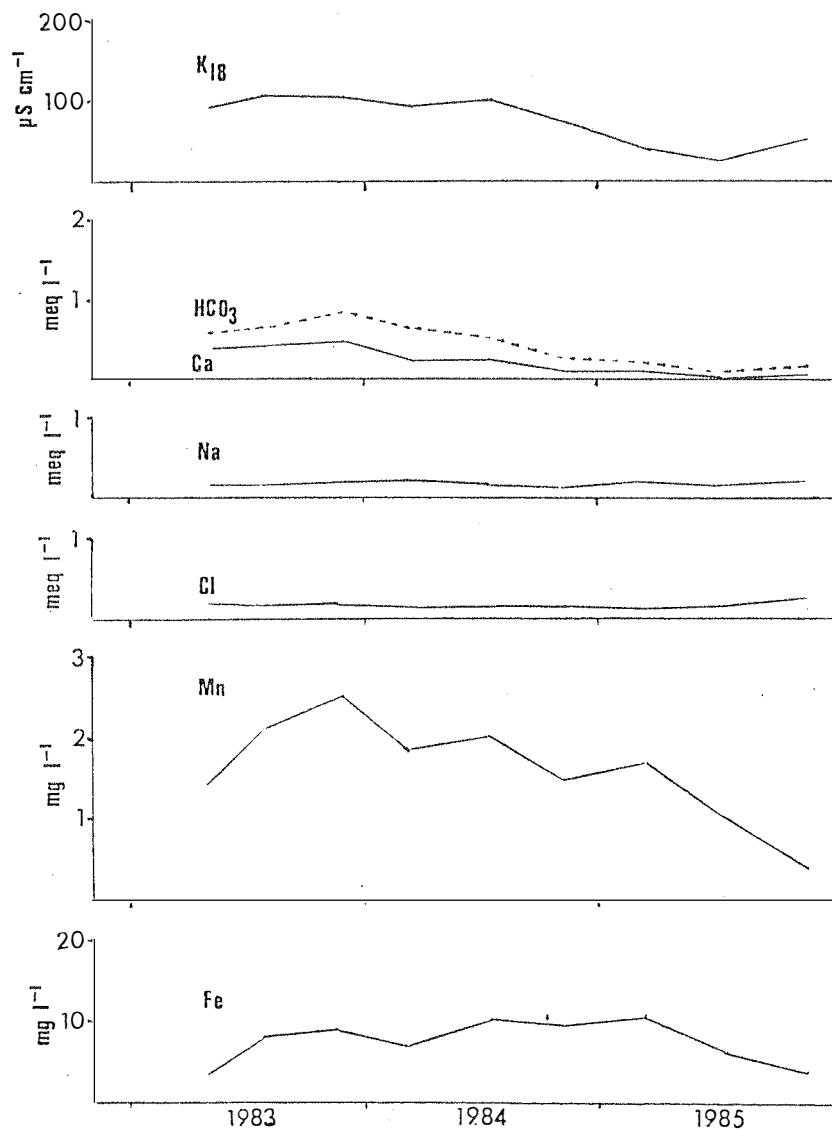 200
K18
100
µS cm⁻¹
2
HCO3
1
meq l⁻¹
Ca
1
Na
meq l⁻¹
1
Cl
meq l⁻¹
3
Mn
2
1
mg l⁻¹
20
Fe
10
mg l⁻¹
1983 1984 1985